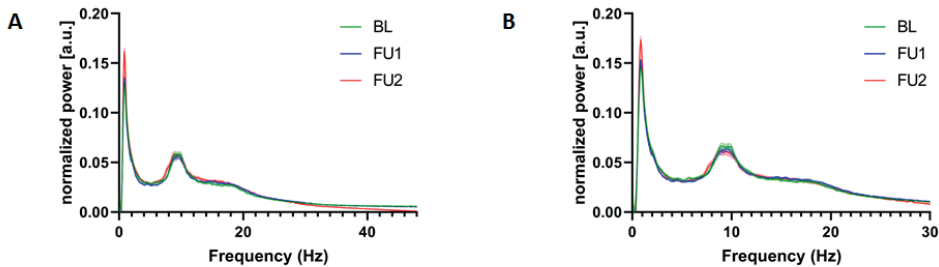 A
normalized power [a.u.]
0.20
0.15
0.10
0.05
0.00
0
20
40
Frequency (Hz)
BL
FU1
FU2
B
normalized power [a.u.]
0.20
0.15
0.10
0.05
0.00
0
10
20
30
Frequency (Hz)
BL
FU1
FU2